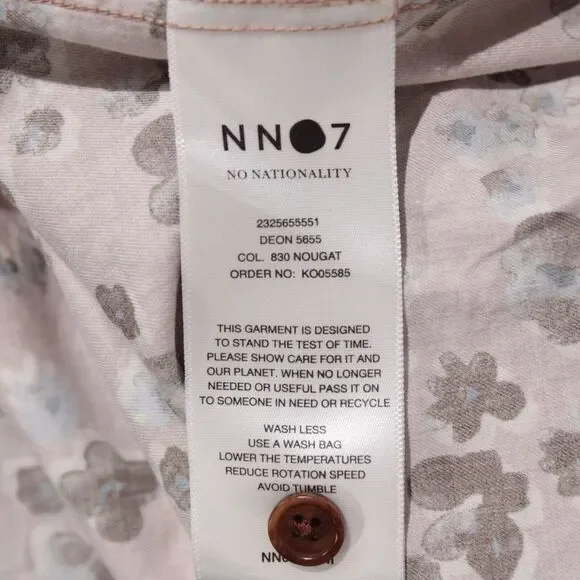 NN07
NO NATIONALITY
2325655551
DEON 5655
COL. 830 NOUGAT
ORDER NO: KO05585
THIS GARMENT IS DESIGNED
TO STAND THE TEST OF TIME.
PLEASE SHOW CARE FOR IT AND
OUR PLANET. WHEN NO LONGER
NEEDED OR USEFUL PASS IT ON
TO SOMEONE IN NEED OR RECYCLE
WASH LESS
USE A WASH BAG
LOWER THE TEMPERATURES
REDUCE ROTATION SPEED
AVOID TUMBLE